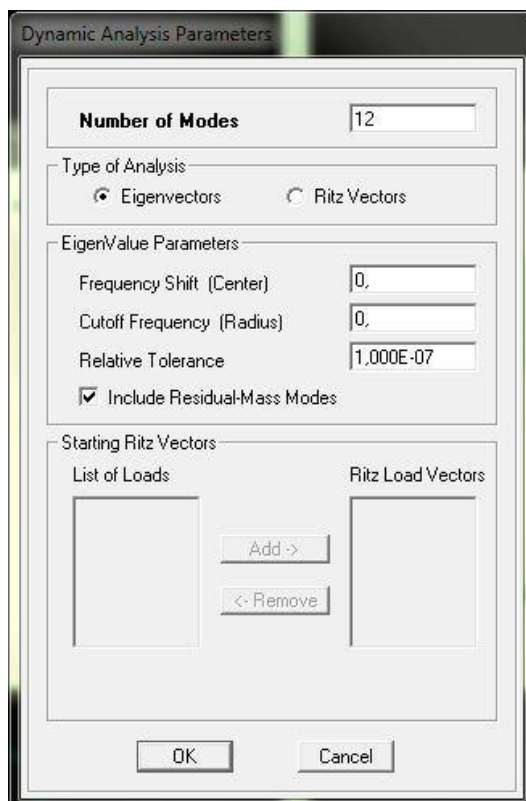 Dynamic Analysis Parameters
Number of Modes 12
Type of Analysis
Eigenvectors Ritz Vectors
EigenValue Parameters
Frequency Shift (Center) 0,
Cutoff Frequency (Radius) 0,
Relative Tolerance 1,000E-07
Include Residual-Mass Modes
Starting Ritz Vectors
List of Loads Ritz Load Vectors
Add ->
<- Remove
OK Cancel